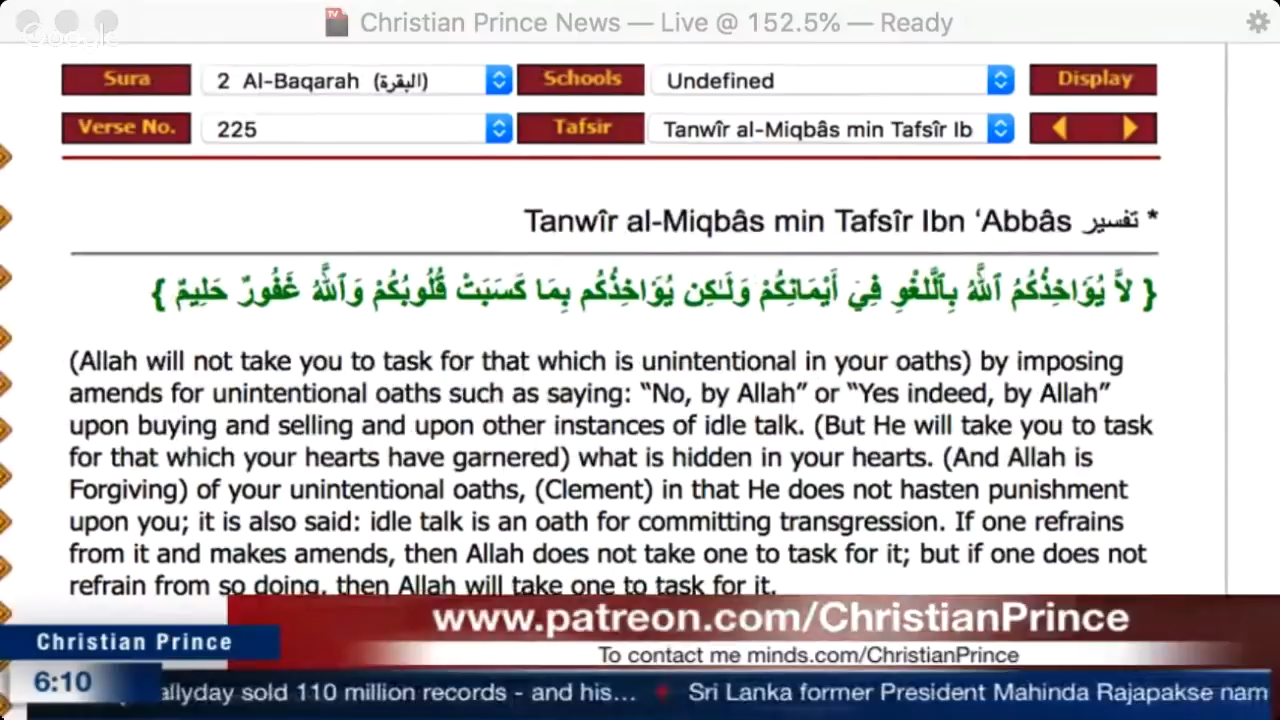 Christian Prince News — Live @ 152.5% — Ready
Google
Sura
2 Al-Baqarah (البقرة)
Schools
Undefined
Display
Verse No.
225
Tafsir
Tanwîr al-Miqbâs min Tafsîr Ib
* تفسير Tanwîr al-Miqbâs min Tafsîr Ibn ‘Abbâs
{ لاَّ يُؤَاخِذُكُمُ ٱللَّهُ بِٱللَّغْوِ فِيۤ أَيْمَانِكُمْ وَلَـٰكِن يُؤَاخِذُكُم بِمَا كَسَبَتْ قُلُوبُكُمْ وَٱللَّهُ غَفُورٌ حَلِيمٌ }
(Allah will not take you to task for that which is unintentional in your oaths) by imposing
amends for unintentional oaths such as saying: “No, by Allah” or “Yes indeed, by Allah”
upon buying and selling and upon other instances of idle talk. (But He will take you to task
for that which your hearts have garnered) what is hidden in your hearts. (And Allah is
Forgiving) of your unintentional oaths, (Clement) in that He does not hasten punishment
upon you; it is also said: idle talk is an oath for committing transgression. If one refrains
from it and makes amends, then Allah does not take one to task for it; but if one does not
refrain from so doing, then Allah will take one to task for it.
www.patreon.com/ChristianPrince
Christian Prince
To contact me minds.com/ChristianPrince
6:10
allyday sold 110 million records - and his... Sri Lanka former President Mahinda Rajapakse nam